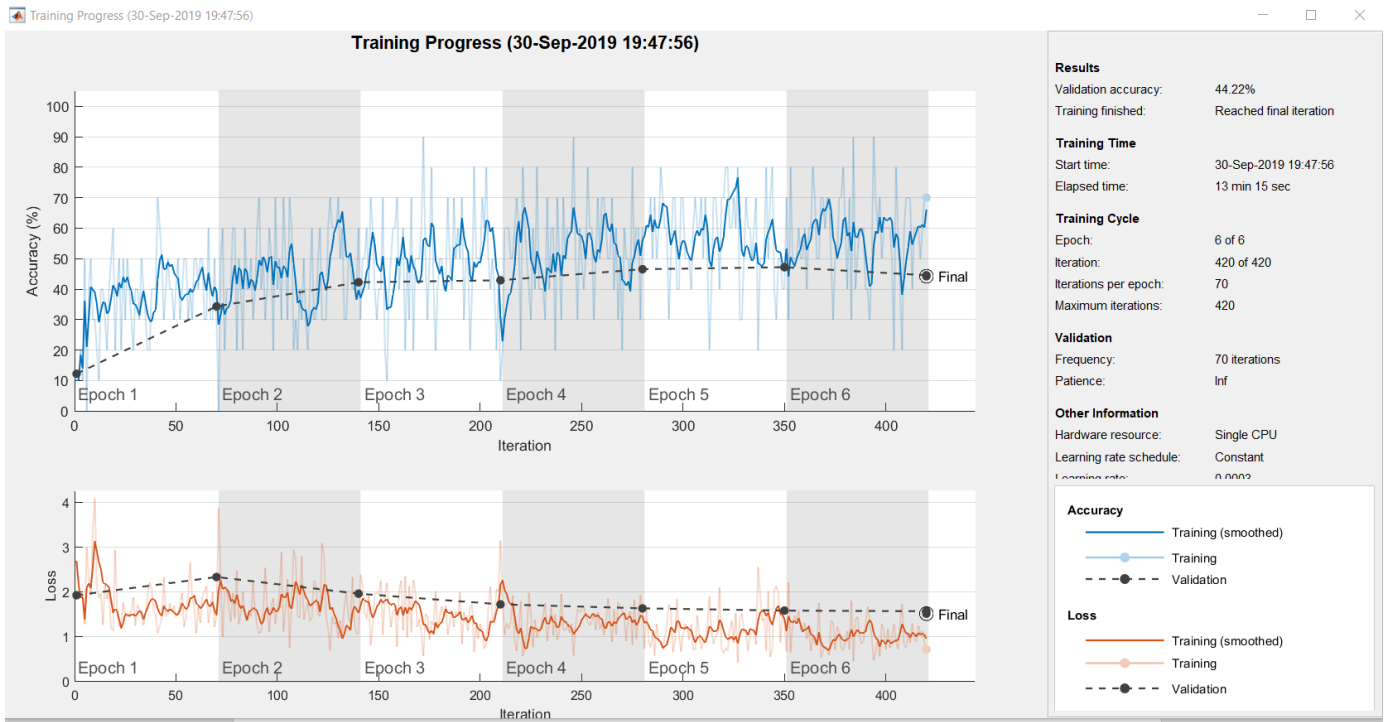 Training Progress (30-Sep-2019 19:47:56)
Training Progress (30-Sep-2019 19:47:56)
100
90
80
70
60
50
40
30
20
10
0
Accuracy (%)
Epoch 1 Epoch 2 Epoch 3 Epoch 4 Epoch 5 Epoch 6
Final
0 50 100 150 200 250 300 350 400
Iteration
4
3
2
1
0
Loss
Epoch 1 Epoch 2 Epoch 3 Epoch 4 Epoch 5 Epoch 6
Final
0 50 100 150 200 250 300 350 400
Iteration
Results
Validation accuracy: 44.22%
Training finished: Reached final iteration
Training Time
Start time: 30-Sep-2019 19:47:56
Elapsed time: 13 min 15 sec
Training Cycle
Epoch: 6 of 6
Iteration: 420 of 420
Iterations per epoch: 70
Maximum iterations: 420
Validation
Frequency: 70 iterations
Patience: Inf
Other Information
Hardware resource: Single CPU
Learning rate schedule: Constant
Learning rate: 0.0003
Accuracy
Training (smoothed)
Training
Validation
Loss
Training (smoothed)
Training
Validation